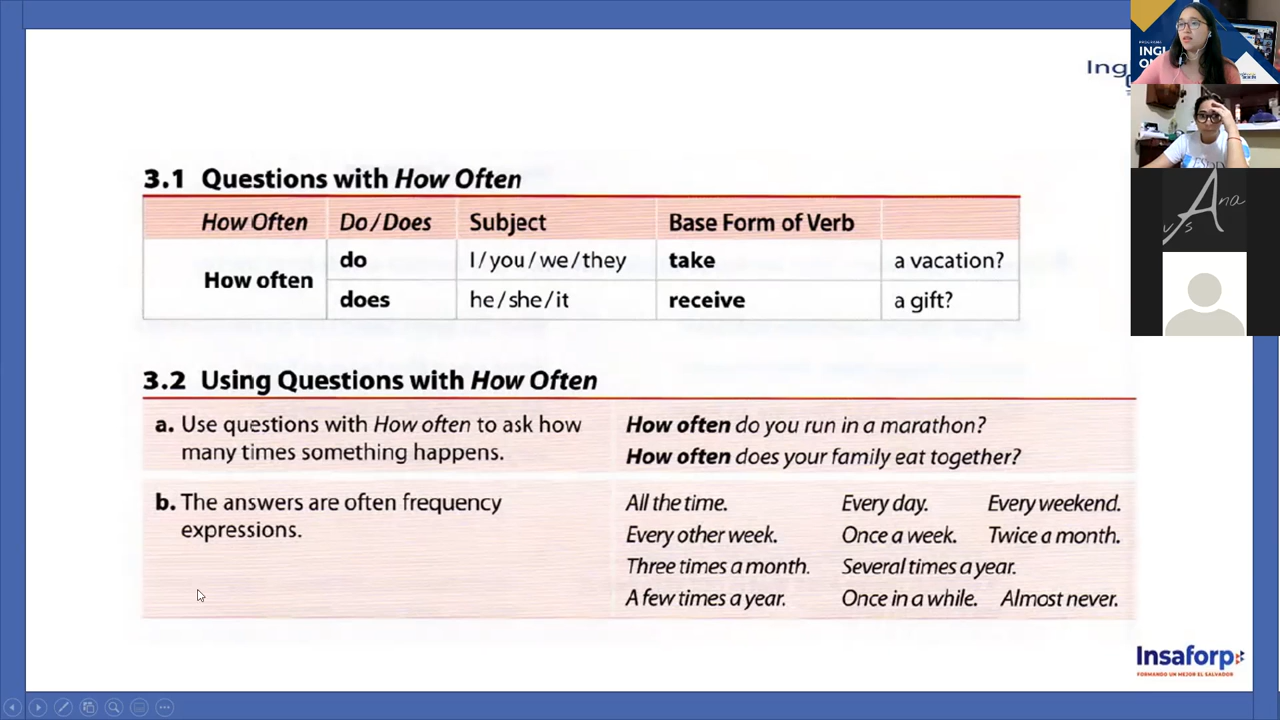 Ing
3.1 Questions with How Often
How Often Do/Does Subject Base Form of Verb
How often do I/you/we/they take a vacation?
does he/she/it receive a gift?
3.2 Using Questions with How Often
a. Use questions with How often to ask how many times something happens.
How often do you run in a marathon?
How often does your family eat together?
b. The answers are often frequency expressions.
All the time. Every day. Every weekend.
Every other week. Once a week. Twice a month.
Three times a month. Several times a year.
A few times a year. Once in a while. Almost never.
Insaforp
FORMANDO UN MEJOR EL SALVADOR
PROGRAMA
INGL
ON
Ana